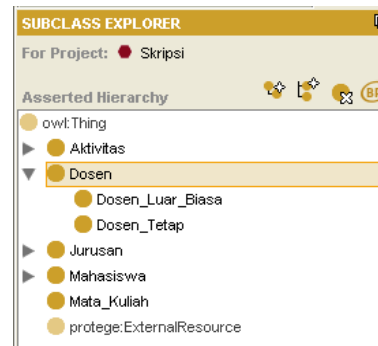 SUBCLASS EXPLORER
For Project: Skripsi
Asserted Hierarchy
owl:Thing
Aktivitas
Dosen
Dosen_Luar_Biasa
Dosen_Tetap
Jurusan
Mahasiswa
Mata_Kuliah
protege:ExternalResource